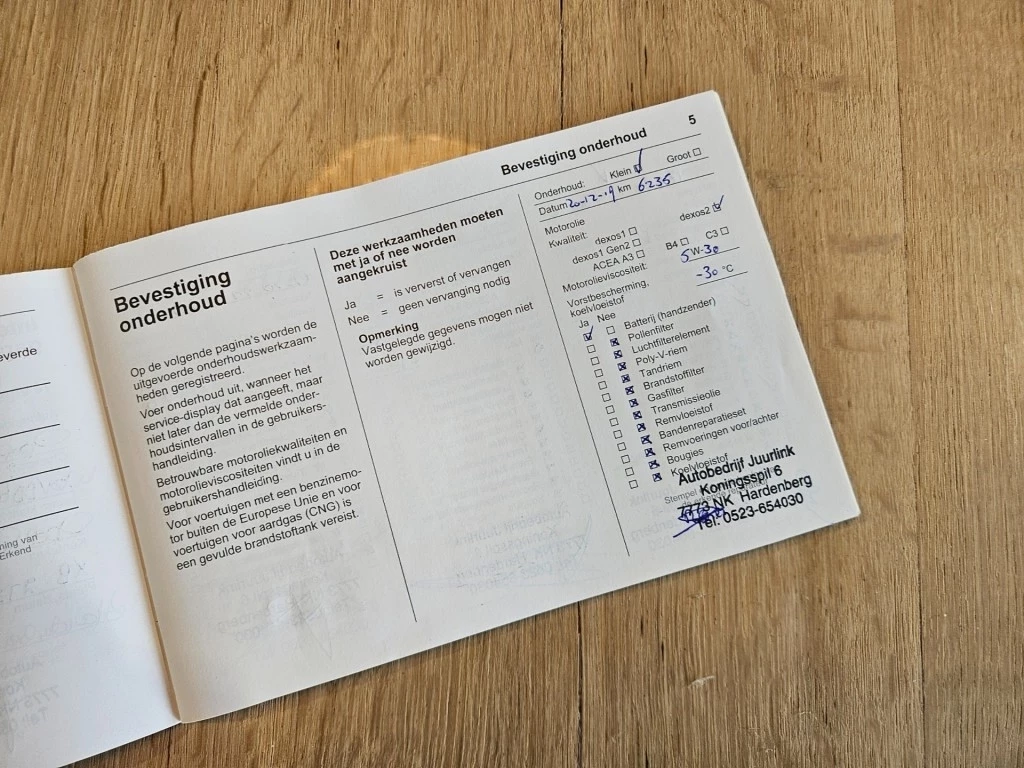 everde
ning van
Erkend
Bevestiging onderhoud 5
Bevestiging
onderhoud
Op de volgende pagina's worden de
uitgevoerde onderhoudswerkzaam-
heden geregistreerd.
Voer onderhoud uit, wanneer het
service-display dat aangeeft, maar
niet later dan de vermelde onder-
houdsintervallen in de gebruikers-
handleiding.
Betrouwbare motoroliekwaliteiten en
motorolieviscositeiten vindt u in de
gebruikershandleiding.
Voor voertuigen met een benzinemo-
tor buiten de Europese Unie en voor
voertuigen voor aardgas (CNG) is
een gevulde brandstoftank vereist.
Deze werkzaamheden moeten
met ja of nee worden
aangekruist
Ja = is ververst of vervangen
Nee = geen vervanging nodig
Opmerking
Vastgelegde gegevens mogen niet
worden gewijzigd.
Onderhoud: Klein Groot
Datum 20-12-19 km 6235
Motorolie
Kwaliteit: dexos1 dexos2
dexos1 Gen2
ACEA A3 B4 C3
Motorolieviscositeit: 5W-30
Vorstbescherming,
koelvloeistof -30 °C
Ja Nee
Batterij (handzender)
Pollenfilter
Luchtfilterelement
Poly-V-riem
Tandriem
Brandstoffilter
Gasfilter
Transmissieolie
Remvloeistof
Bandenreparatieset
Remvoeringen voor/achter
Bougies
Koelvloeistof
Stempel
Autobedrijf Juurlink
Koningsspil 6
7773 NK Hardenberg
Tel: 0523-654030